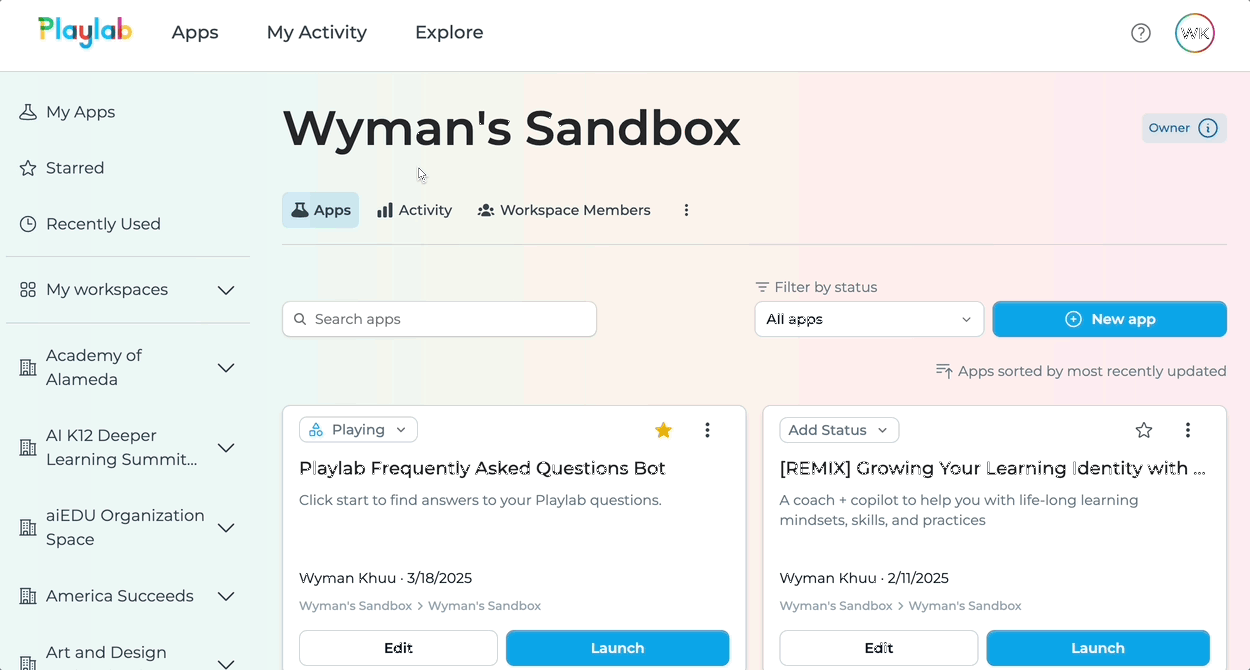 Playlab
Apps
My Activity
Explore
WK
My Apps
Starred
Recently Used
My workspaces
Academy of
Alameda
AI K12 Deeper
Learning Summit...
aiEDU Organization
Space
America Succeeds
Art and Design
Wyman's Sandbox
Owner
Apps
Activity
Workspace Members
Search apps
Filter by status
All apps
New app
Apps sorted by most recently updated
Playing
Playlab Frequently Asked Questions Bot
Click start to find answers to your Playlab questions.
Wyman Khuu · 3/18/2025
Wyman's Sandbox > Wyman's Sandbox
Edit
Launch
Add Status
[REMIX] Growing Your Learning Identity with ...
A coach + copilot to help you with life-long learning
mindsets, skills, and practices
Wyman Khuu · 2/11/2025
Wyman's Sandbox > Wyman's Sandbox
Edit
Launch